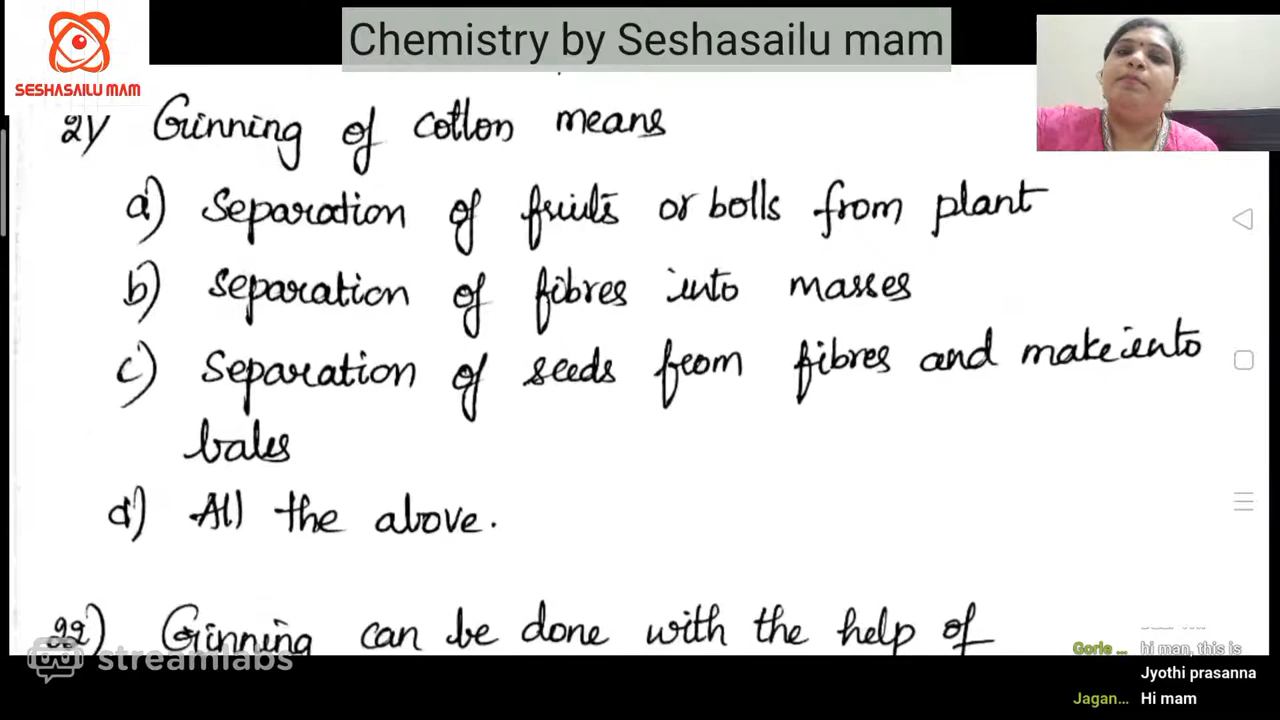 Chemistry by Seshasailu mam
SESHASAILU MAM
21) Ginning of cotton means
a) Separation of fruits or bolls from plant
b) Separation of fibres into masses
c) Separation of seeds from fibres and make into
bales
d) All the above.
22) Ginning can be done with the help of
streamlabs
Gorle ... hi man, this is
Jyothi prasanna
Jagan... Hi mam